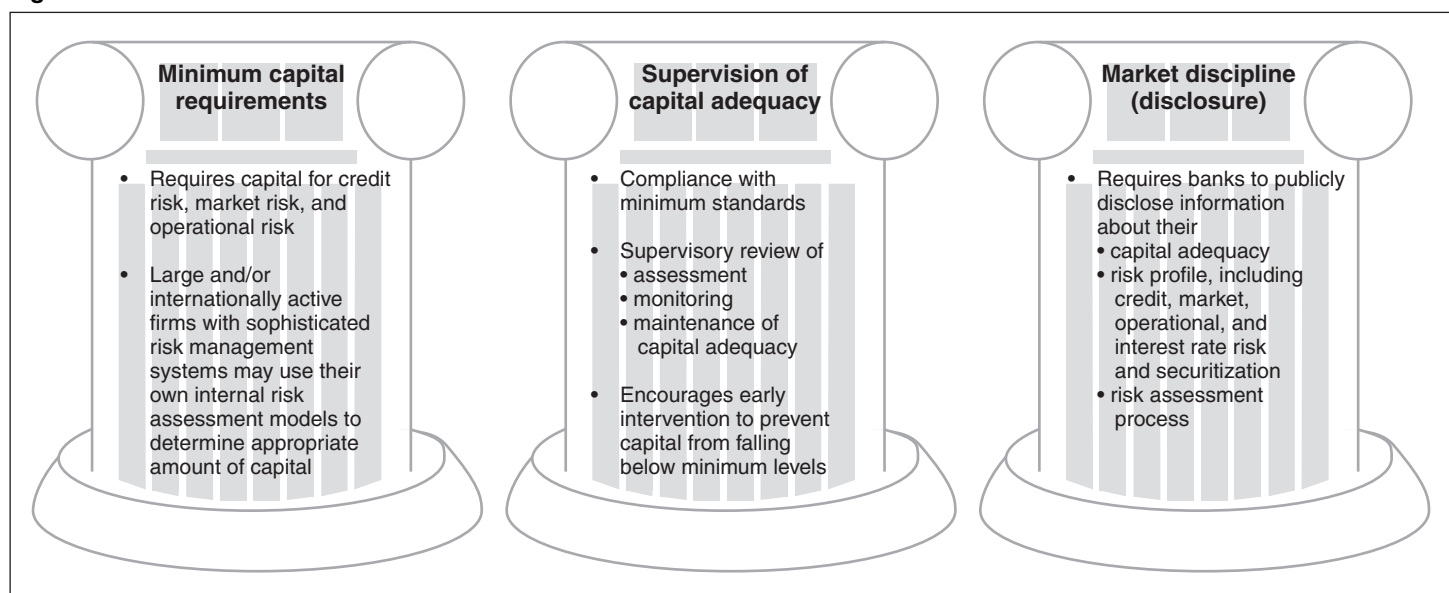 Minimum capital
requirements
• Requires capital for credit
risk, market risk, and
operational risk
• Large and/or
internationally active
firms with sophisticated
risk management
systems may use their
own internal risk
assessment models to
determine appropriate
amount of capital
Supervision of
capital adequacy
• Compliance with
minimum standards
• Supervisory review of
• assessment
• monitoring
• maintenance of
capital adequacy
• Encourages early
intervention to prevent
capital from falling
below minimum levels
Market discipline
(disclosure)
• Requires banks to publicly
disclose information
about their
• capital adequacy
• risk profile, including
credit, market,
operational, and
interest rate risk
and securitization
• risk assessment
process